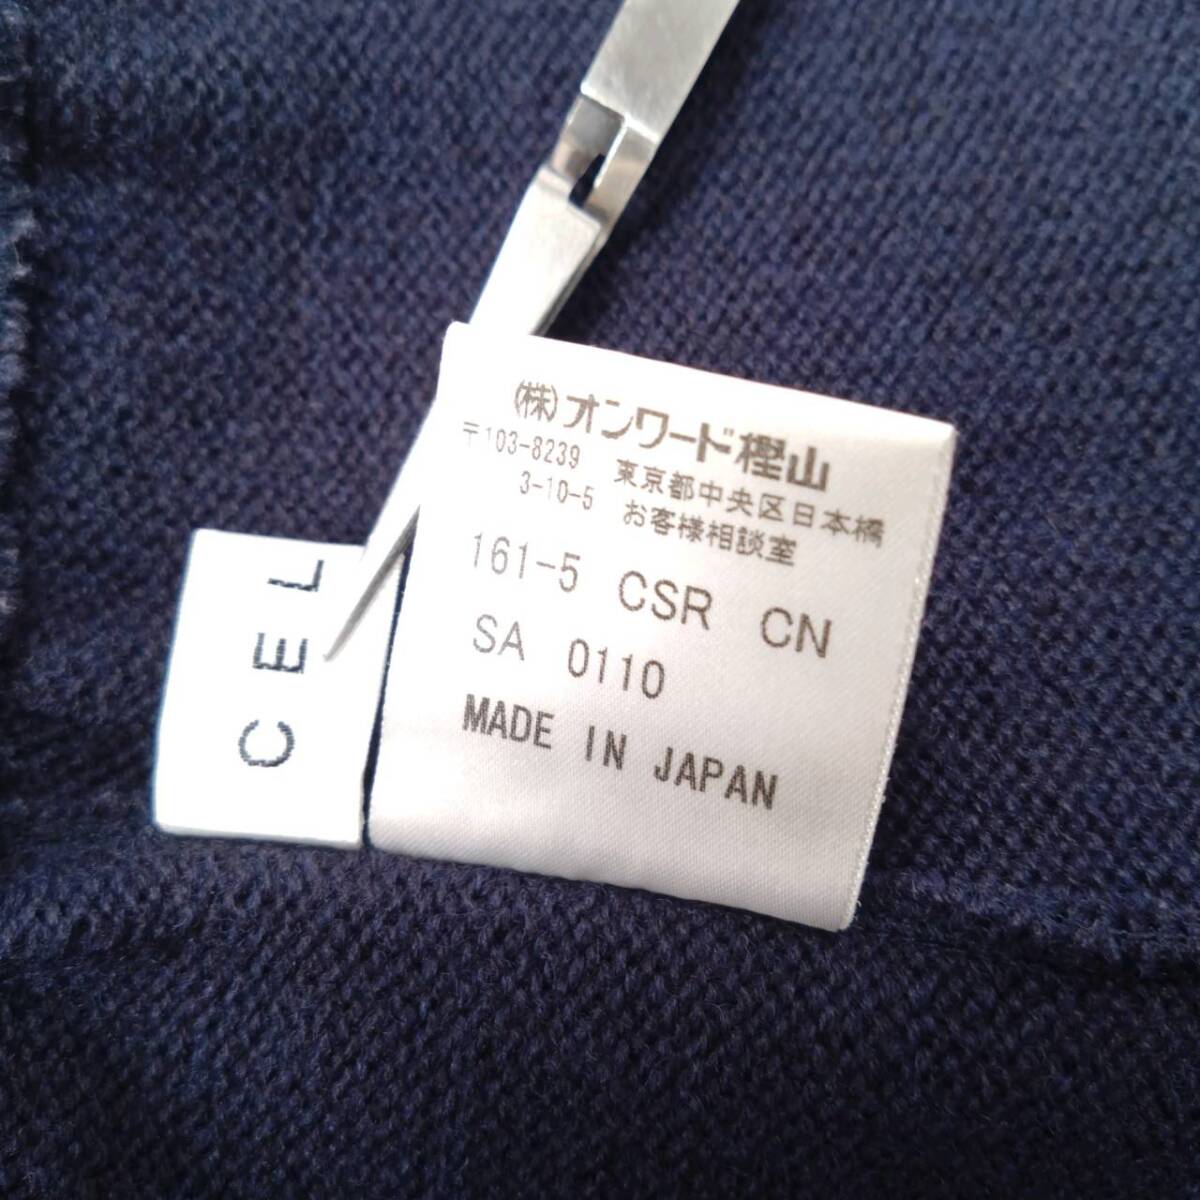 (株)オンワード樫山
〒103-8239 東京都中央区日本橋
3-10-5 お客様相談室
161-5 CSR CN
SA 0110
MADE IN JAPAN
CEL